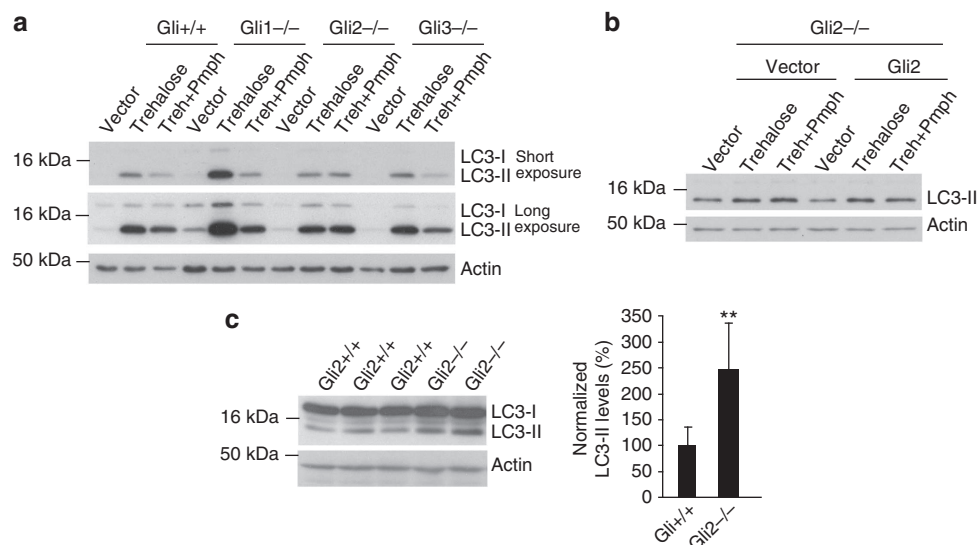 a
Gli+/+ Gli1–/– Gli2–/– Gli3–/–
Vector Trehalose Treh+Pmph Vector Trehalose Treh+Pmph Vector Trehalose Treh+Pmph Vector Trehalose Treh+Pmph
16 kDa
LC3-I Short
LC3-II exposure
16 kDa
LC3-I Long
LC3-II exposure
50 kDa
Actin
b
Gli2–/–
Vector Gli2
Vector Trehalose Treh+Pmph Vector Trehalose Treh+Pmph
16 kDa
LC3-II
50 kDa
Actin
c
Gli2+/+ Gli2+/+ Gli2+/+ Gli2–/– Gli2–/–
16 kDa
LC3-I
LC3-II
50 kDa
Actin
Normalized
LC3-II levels (%)
350
300
250
200
150
100
50
0
**
Gli+/+ Gli2–/–